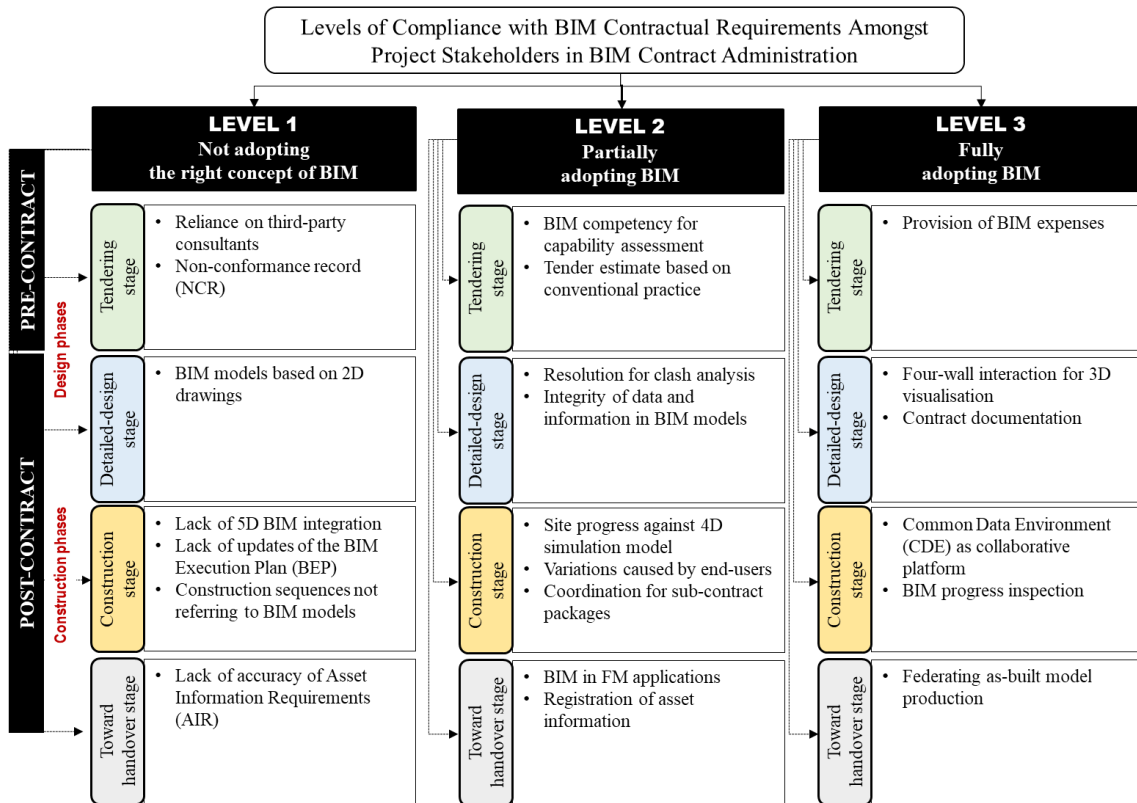 Levels of Compliance with BIM Contractual Requirements Amongst
Project Stakeholders in BIM Contract Administration
LEVEL 1
Not adopting
the right concept of BIM
LEVEL 2
Partially
adopting BIM
LEVEL 3
Fully
adopting BIM
PRE-CONTRACT
POST-CONTRACT
Design phases
Construction phases
Tendering
stage
• Reliance on third-party
consultants
• Non-conformance record
(NCR)
Tendering
stage
• BIM competency for
capability assessment
• Tender estimate based on
conventional practice
Tendering
stage
• Provision of BIM expenses
Detailed-design
stage
• BIM models based on 2D
drawings
Detailed-design
stage
• Resolution for clash analysis
• Integrity of data and
information in BIM models
Detailed-design
stage
• Four-wall interaction for 3D
visualisation
• Contract documentation
Construction
stage
• Lack of 5D BIM integration
• Lack of updates of the BIM
Execution Plan (BEP)
• Construction sequences not
referring to BIM models
Construction
stage
• Site progress against 4D
simulation model
• Variations caused by end-users
• Coordination for sub-contract
packages
Construction
stage
• Common Data Environment
(CDE) as collaborative
platform
• BIM progress inspection
Toward
handover stage
• Lack of accuracy of Asset
Information Requirements
(AIR)
Toward
handover stage
• BIM in FM applications
• Registration of asset
information
Toward
handover stage
• Federating as-built model
production